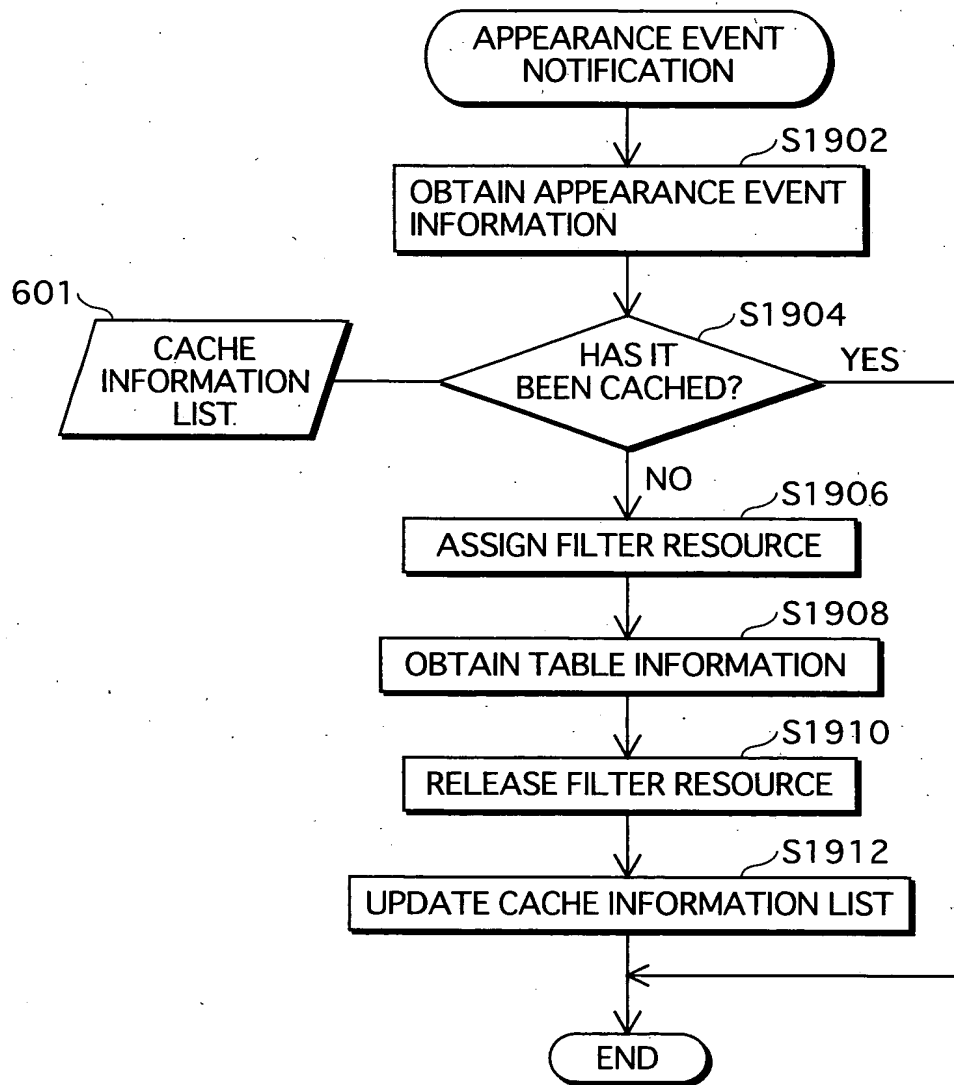 APPEARANCE EVENT
NOTIFICATION
S1902
OBTAIN APPEARANCE EVENT
INFORMATION
601
CACHE
INFORMATION
LIST
S1904
HAS IT
BEEN CACHED?
YES
NO
S1906
ASSIGN FILTER RESOURCE
S1908
OBTAIN TABLE INFORMATION
S1910
RELEASE FILTER RESOURCE
S1912
UPDATE CACHE INFORMATION LIST
END